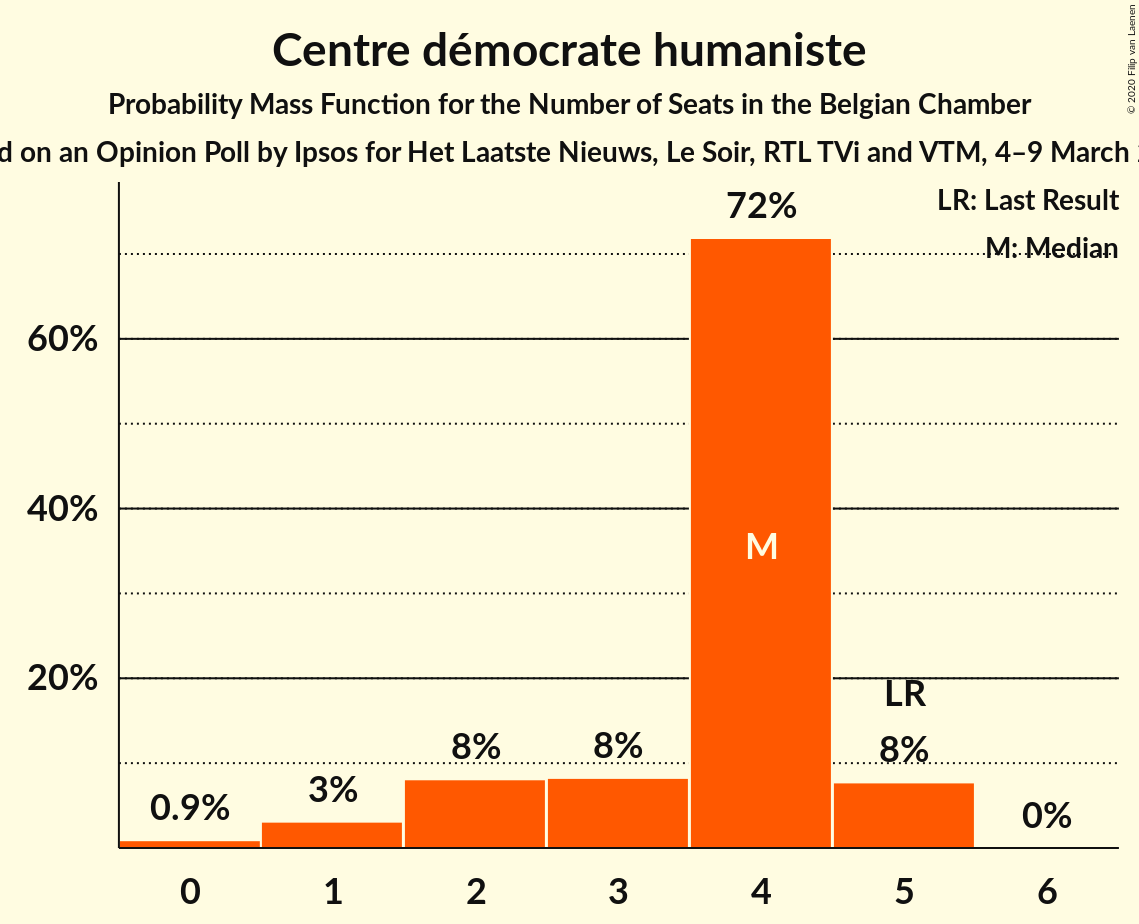 Centre démocrate humaniste
Probability Mass Function for the Number of Seats in the Belgian Chamber
on an Opinion Poll by Ipsos for Het Laatste Nieuws, Le Soir, RTL TVi and VTM, 4–9 March
© 2020 Filip van Laenen
LR: Last Result
M: Median
72%
60%
40%
20%
M
LR
0.9%
3%
8%
8%
8%
0%
0 1 2 3 4 5 6